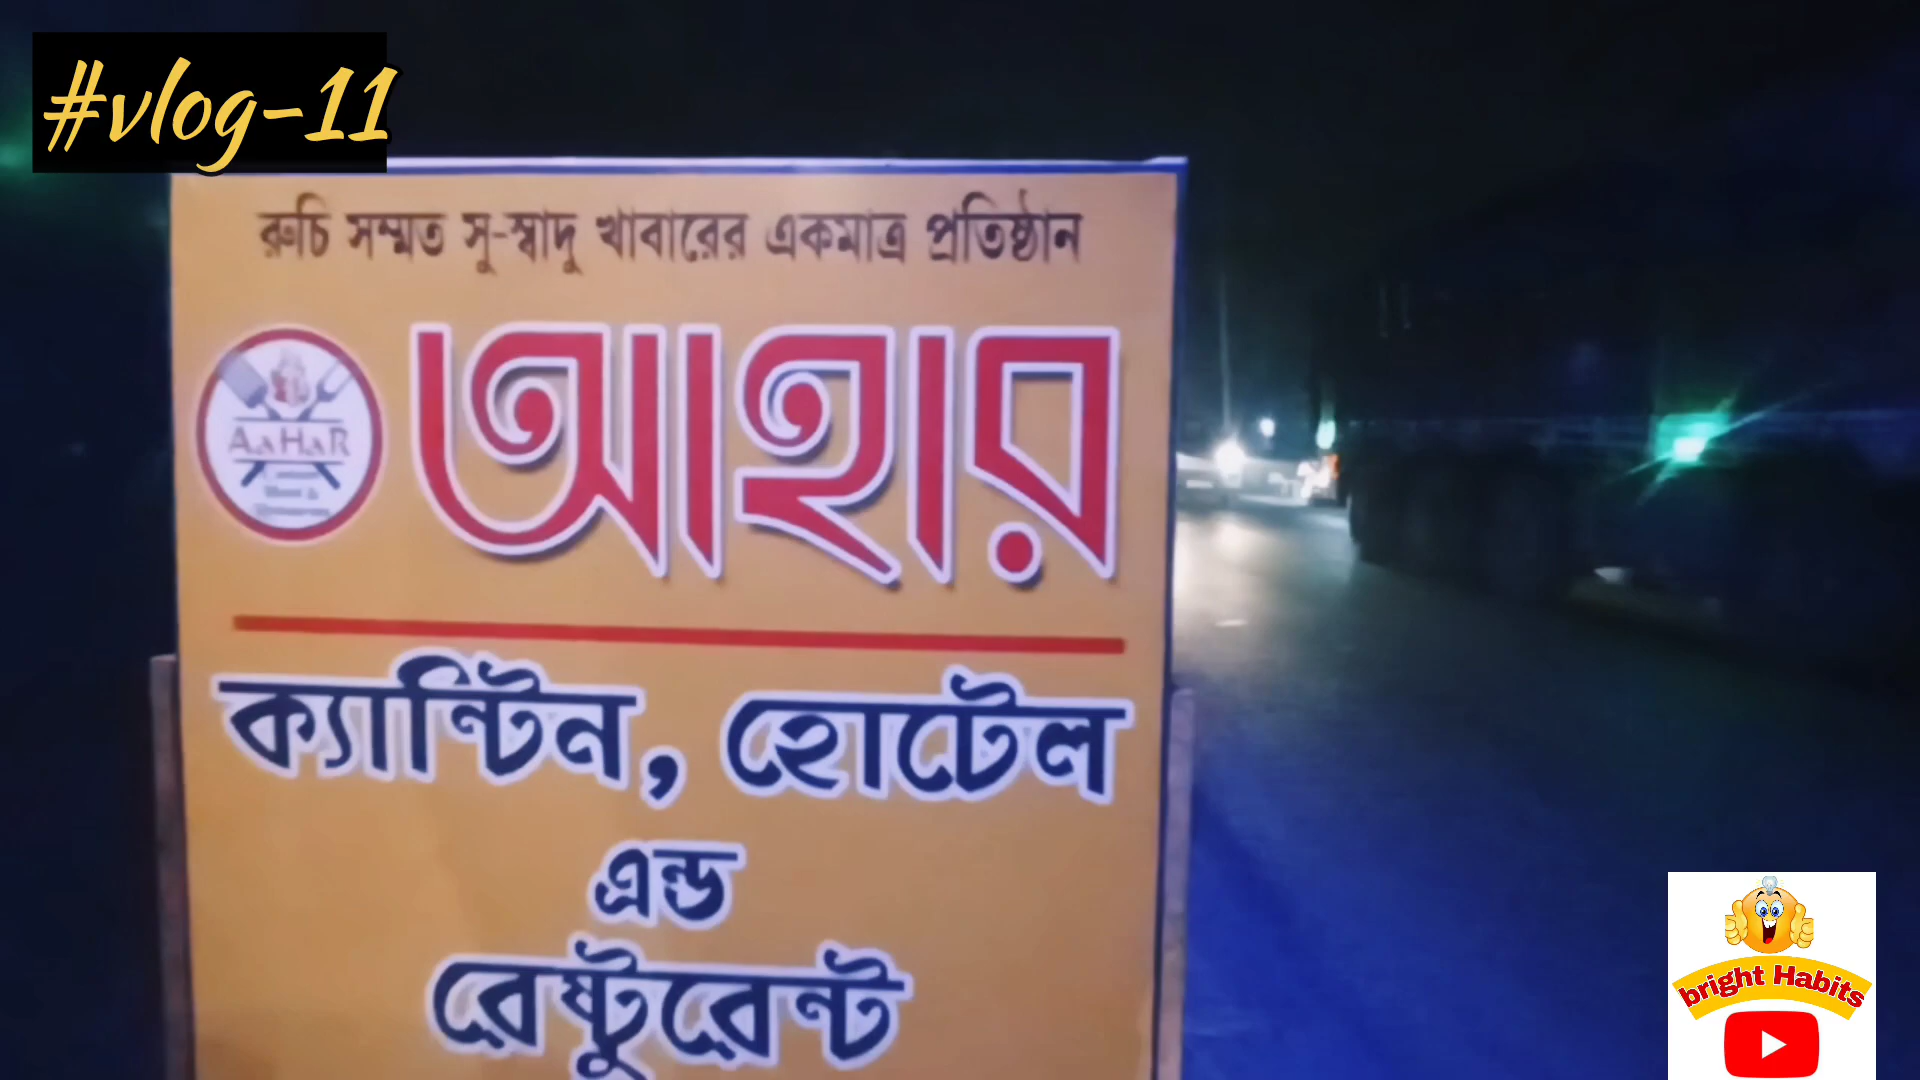 #vlog-11
রুচি সম্মত সু-স্বাদু খাবারের একমাত্র প্রতিষ্ঠান
আহার
AaHaR
ক্যান্টিন, হোটেল
এন্ড
রেষ্টুরেন্ট
bright Habits